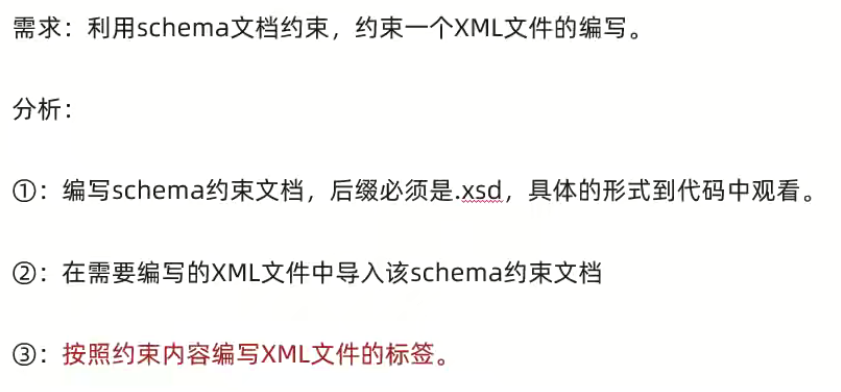 需求：利用schema文档约束，约束一个XML文件的编写。
分析：
①：编写schema约束文档，后缀必须是.xsd，具体的形式到代码中观看。
②：在需要编写的XML文件中导入该schema约束文档
③：按照约束内容编写XML文件的标签。